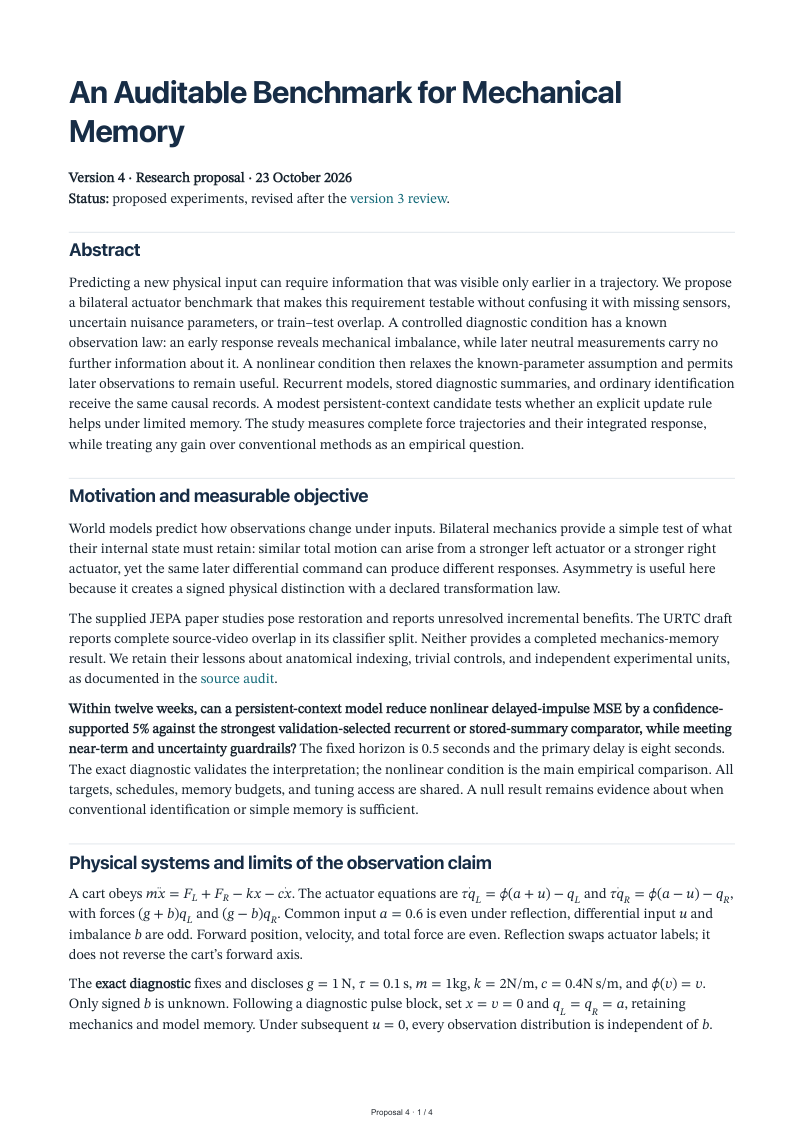 An Auditable Benchmark for Mechanical
Memory
Version 4 · Research proposal · 23 October 2026
Status: proposed experiments, revised after the version 3 review.
Abstract
Predicting a new physical input can require information that was visible only earlier in a trajectory. We propose
a bilateral actuator benchmark that makes this requirement testable without confusing it with missing sensors,
uncertain nuisance parameters, or train–test overlap. A controlled diagnostic condition has a known
observation law: an early response reveals mechanical imbalance, while later neutral measurements carry no
further information about it. A nonlinear condition then relaxes the known-parameter assumption and permits
later observations to remain useful. Recurrent models, stored diagnostic summaries, and ordinary identification
receive the same causal records. A modest persistent-context candidate tests whether an explicit update rule
helps under limited memory. The study measures complete force trajectories and their integrated response,
while treating any gain over conventional methods as an empirical question.
Motivation and measurable objective
World models predict how observations change under inputs. Bilateral mechanics provide a simple test of what
their internal state must retain: similar total motion can arise from a stronger left actuator or a stronger right
actuator, yet the same later differential command can produce different responses. Asymmetry is useful here
because it creates a signed physical distinction with a declared transformation law.
The supplied JEPA paper studies pose restoration and reports unresolved incremental benefits. The URTC draft
reports complete source-video overlap in its classifier split. Neither provides a completed mechanics-memory
result. We retain their lessons about anatomical indexing, trivial controls, and independent experimental units,
as documented in the source audit.
Within twelve weeks, can a persistent-context model reduce nonlinear delayed-impulse MSE by a confidence-
supported 5% against the strongest validation-selected recurrent or stored-summary comparator, while meeting
near-term and uncertainty guardrails? The fixed horizon is 0.5 seconds and the primary delay is eight seconds.
The exact diagnostic validates the interpretation; the nonlinear condition is the main empirical comparison. All
targets, schedules, memory budgets, and tuning access are shared. A null result remains evidence about when
conventional identification or simple memory is sufficient.
Physical systems and limits of the observation claim
A cart obeys mẍ = F_L + F_R − kx − cẋ. The actuator equations are τq̇_L = ϕ(a + u) − q_L and τq̇_R = ϕ(a − u) − q_R,
with forces (g + b)q_L and (g − b)q_R. Common input a = 0.6 is even under reflection, differential input u and
imbalance b are odd. Forward position, velocity, and total force are even. Reflection swaps actuator labels; it
does not reverse the cart’s forward axis.
The exact diagnostic fixes and discloses g = 1 N, τ = 0.1 s, m = 1kg, k = 2N/m, c = 0.4N s/m, and ϕ(v) = v.
Only signed b is unknown. Following a diagnostic pulse block, set x = v = 0 and q_L = q_R = a, retaining
mechanics and model memory. Under subsequent u = 0, every observation distribution is independent of b.
Proposal 4 · 1 / 4